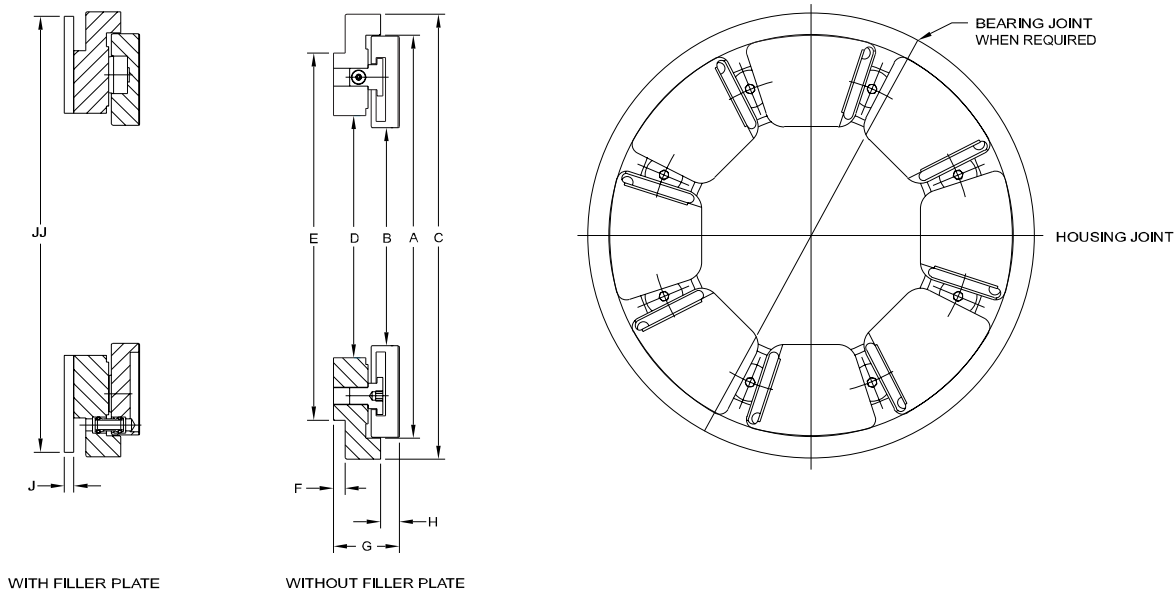 BEARING JOINT
WHEN REQUIRED
JJ
E
D
B
A
C
HOUSING JOINT
J
F
H
G
WITH FILLER PLATE
WITHOUT FILLER PLATE